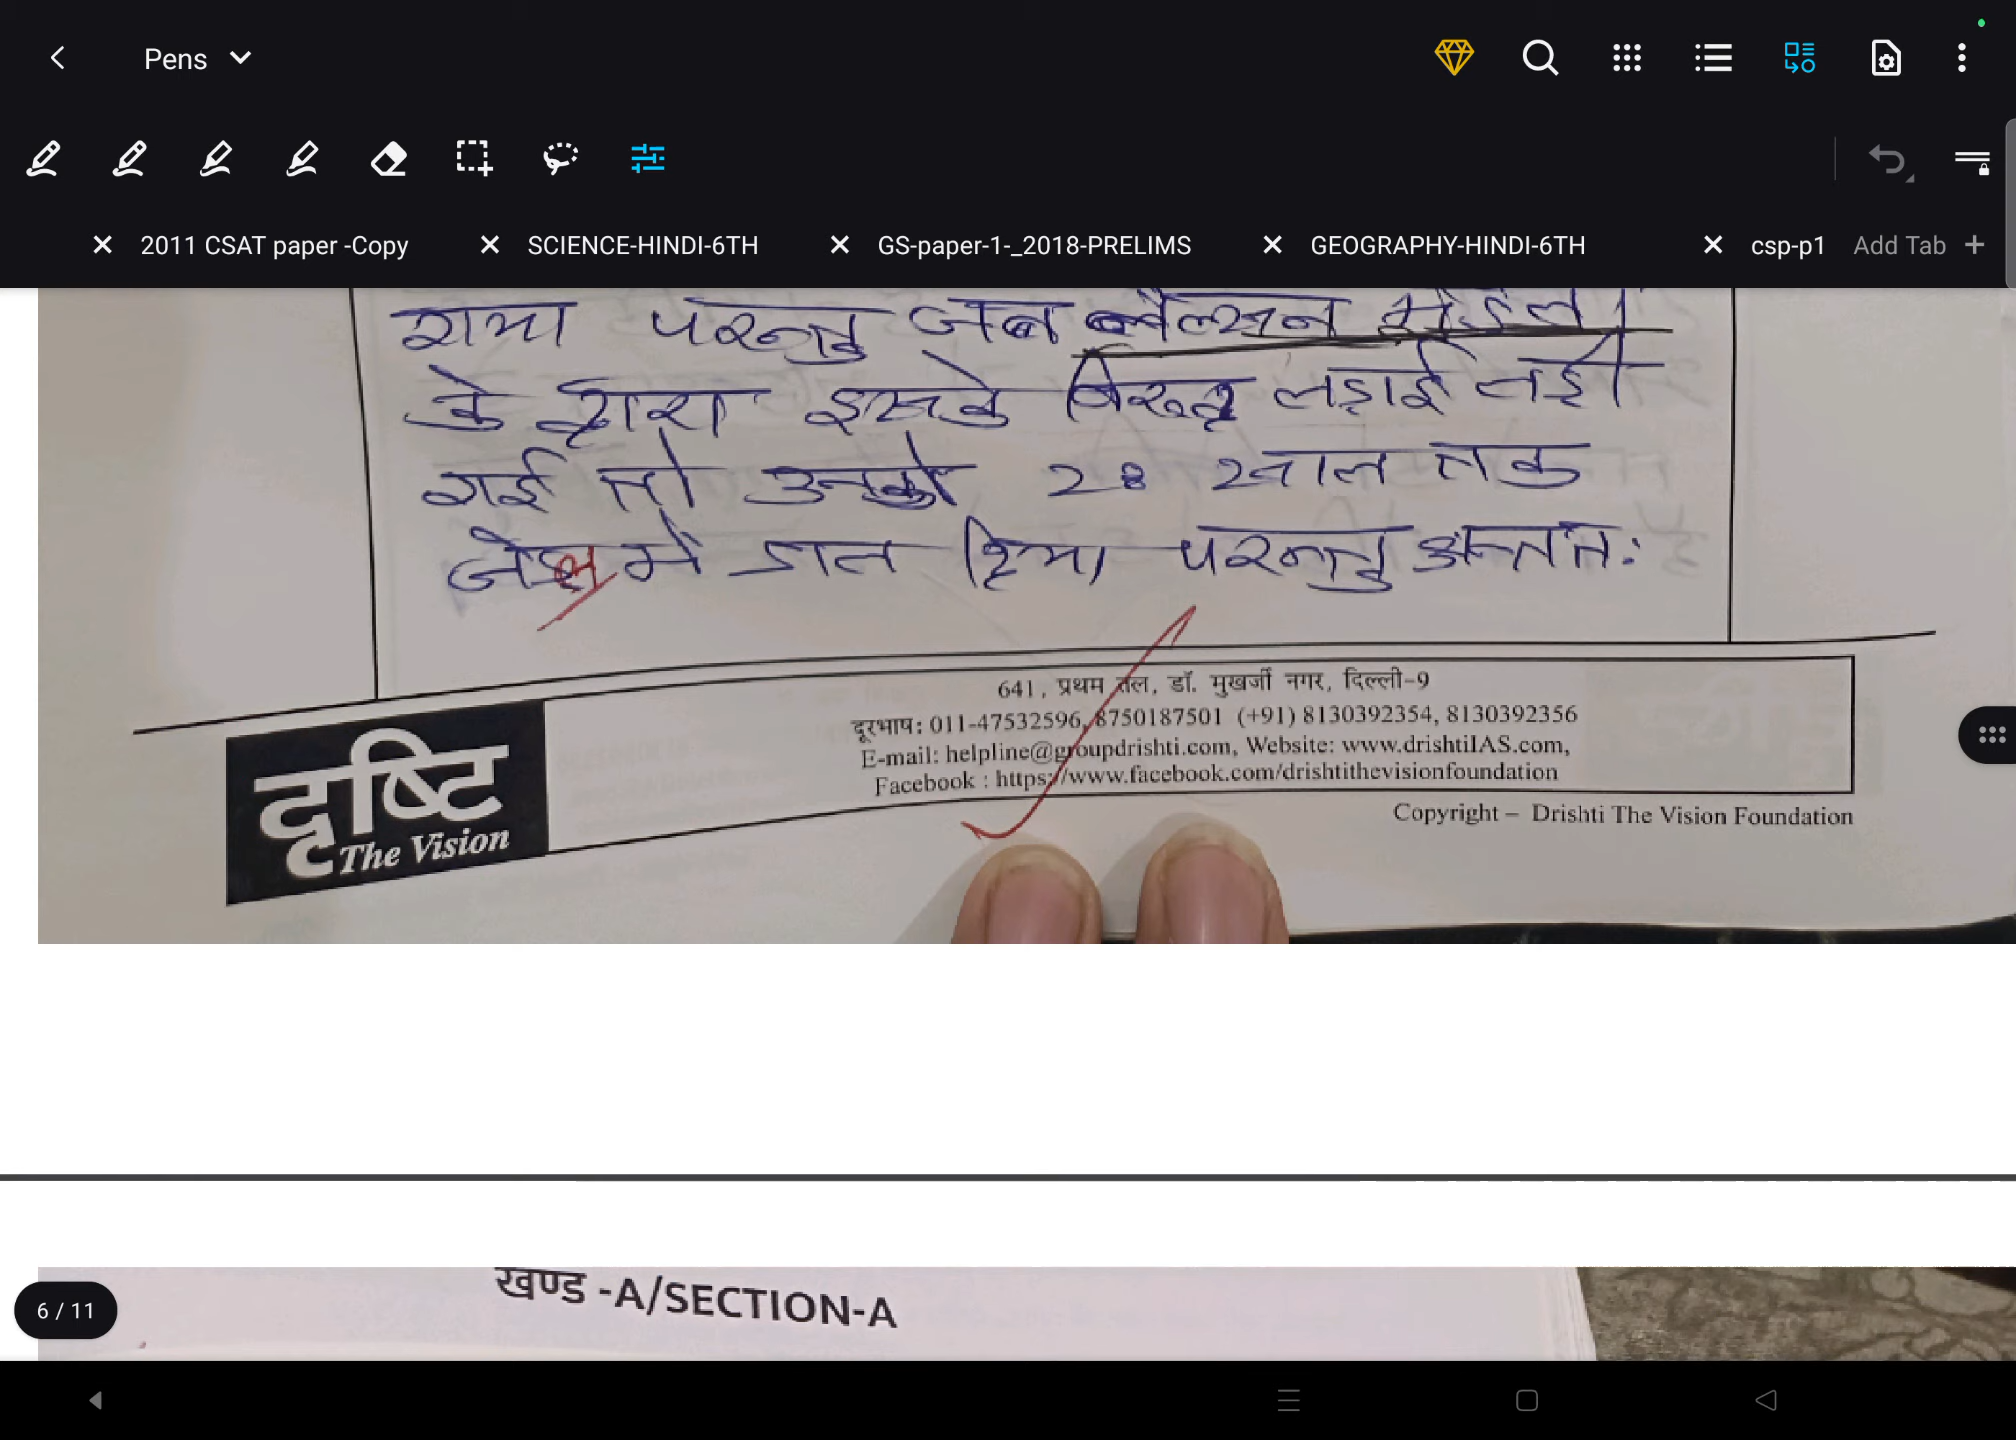 Pens
2011 CSAT paper -Copy
SCIENCE-HINDI-6TH
GS-paper-1-_2018-PRELIMS
GEOGRAPHY-HINDI-6TH
csp-p1
Add Tab
गया परन्तु जब नैल्सन मंडेला
के द्वारा इसके विरूद्ध लड़ाई लड़ी
गई तो उनको 28 साल तक
जेल में डाल दिया परन्तु अन्ततः
641, प्रथम तल, डॉ. मुखर्जी नगर, दिल्ली-9
दूरभाष: 011-47532596, 8750187501 (+91) 8130392354, 8130392356
E-mail: helpline@groupdrishti.com, Website: www.drishtiIAS.com,
Facebook : https://www.facebook.com/drishtithevisionfoundation
दृष्टि
The Vision
Copyright – Drishti The Vision Foundation
खण्ड -A/SECTION-A
6 / 11